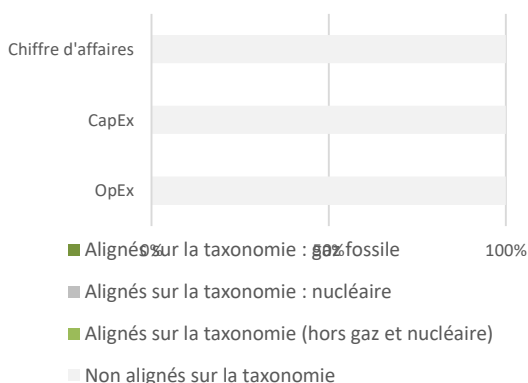 Chiffre d'affaires
CapEx
OpEx
0% 50% 100%
Alignés sur la taxonomie : gaz fossile
Alignés sur la taxonomie : nucléaire
Alignés sur la taxonomie (hors gaz et nucléaire)
Non alignés sur la taxonomie